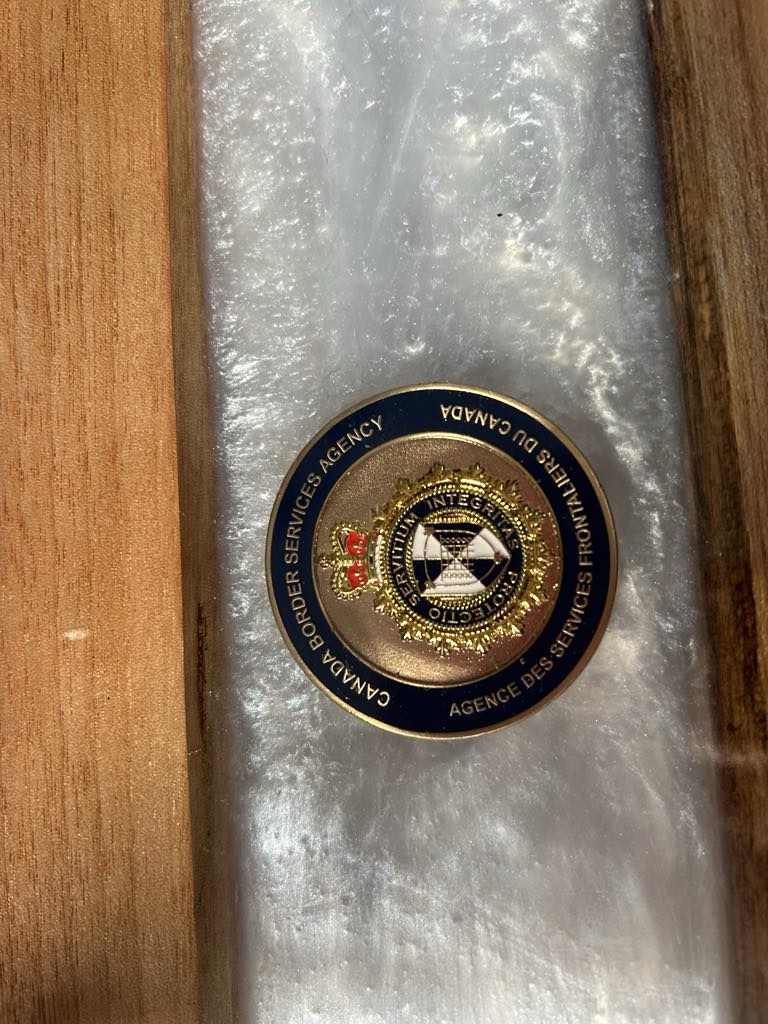 CANADA BORDER SERVICES AGENCY
AGENCE DES SERVICES FRONTALIERS DU CANADA
PROTECTIO SERVITIUM INTEGRITAS